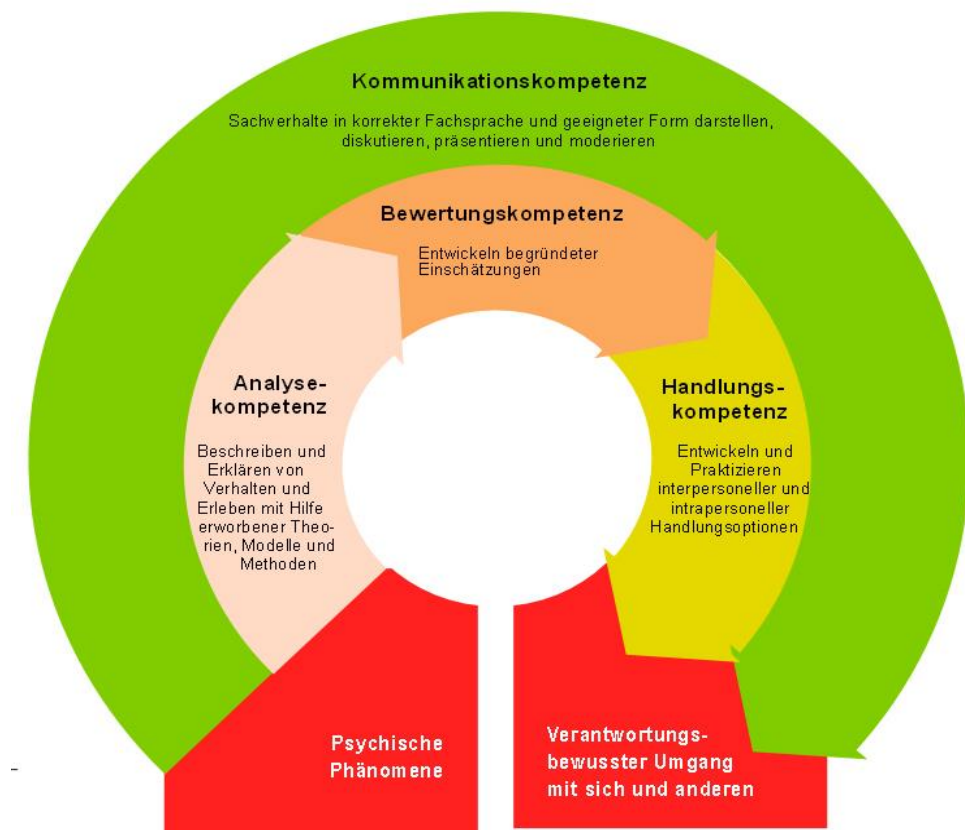 Kommunikationskompetenz
Sachverhalte in korrekter Fachsprache und geeigneter Form darstellen,
diskutieren, präsentieren und moderieren
Bewertungskompetenz
Entwickeln begründeter
Einschätzungen
Analyse-
kompetenz
Beschreiben und
Erklären von
Verhalten und
Erleben mit Hilfe
erworbener Theo-
rien, Modelle und
Methoden
Handlungs-
kompetenz
Entwickeln und
Praktizieren
interpersoneller und
intrapersoneller
Handlungsoptionen
Psychische
Phänomene
Verantwortungs-
bewusster Umgang
mit sich und anderen